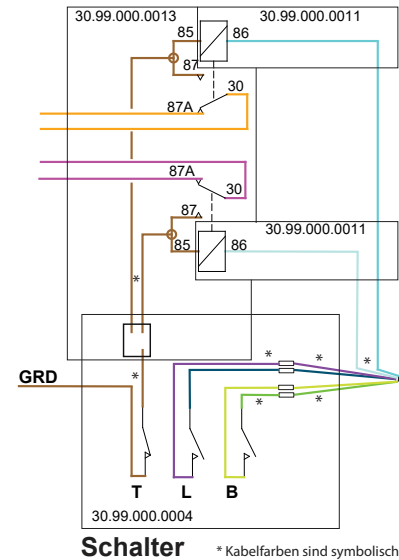 30.99.000.0013
30.99.000.0011
85
86
87
30
87A
87A
30
87
30.99.000.0011
85
86
*
*
*
*
GRD
*
*
*
T
L
B
30.99.000.0004
Schalter
* Kabelfarben sind symbolisch